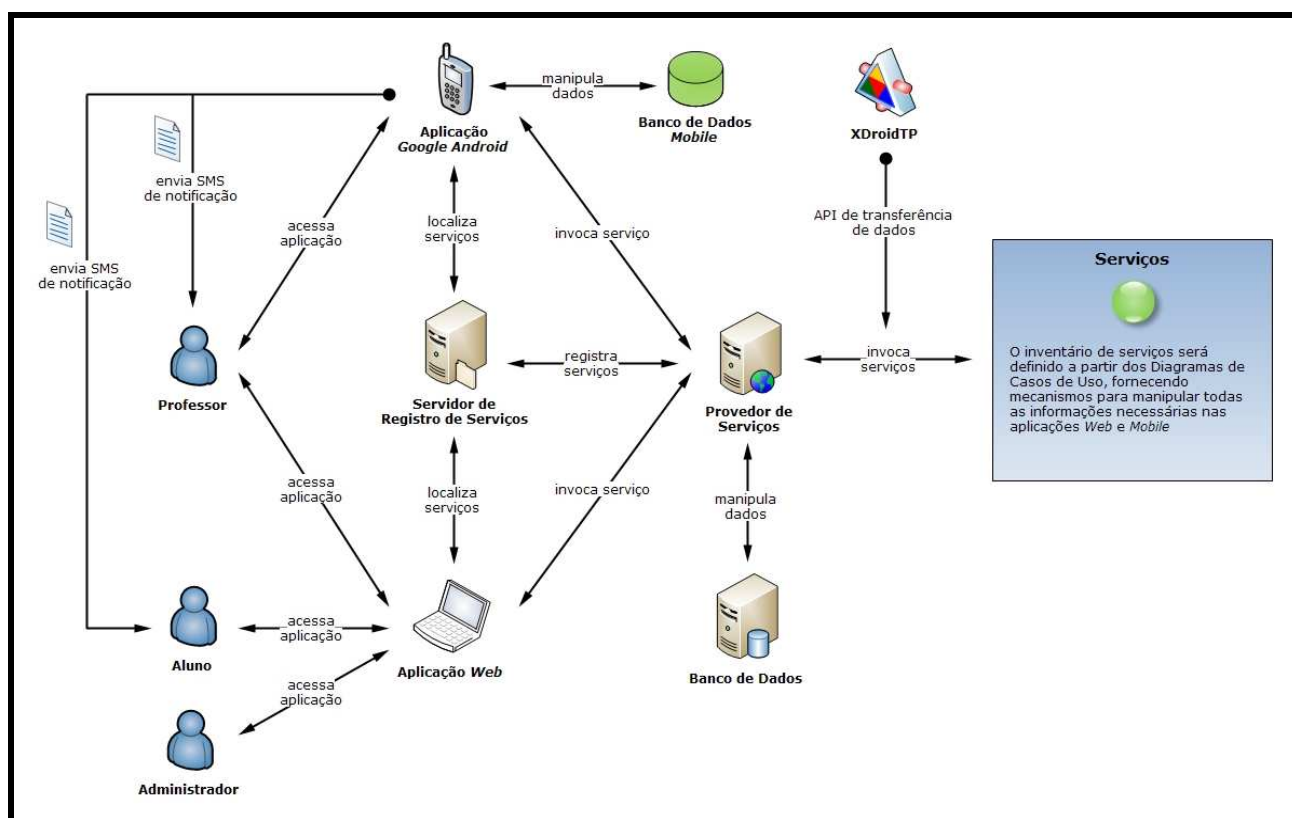 manipula
dados
Aplicação
Google Android
Banco de Dados
Mobile
XDroidTP
envia SMS
de notificação
envia SMS
de notificação
acessa
aplicação
localiza
serviços
invoca serviço
API de transferência
de dados
Serviços
O inventário de serviços será
definido a partir dos Diagramas de
Casos de Uso, fornecendo
mecanismos para manipular todas
as informações necessárias nas
aplicações Web e Mobile
registra
serviços
invoca
serviços
Professor
Servidor de
Registro de Serviços
Provedor de
Serviços
acessa
aplicação
localiza
serviços
invoca serviço
manipula
dados
acessa
aplicação
Aluno
Aplicação Web
Banco de Dados
acessa
aplicação
Administrador